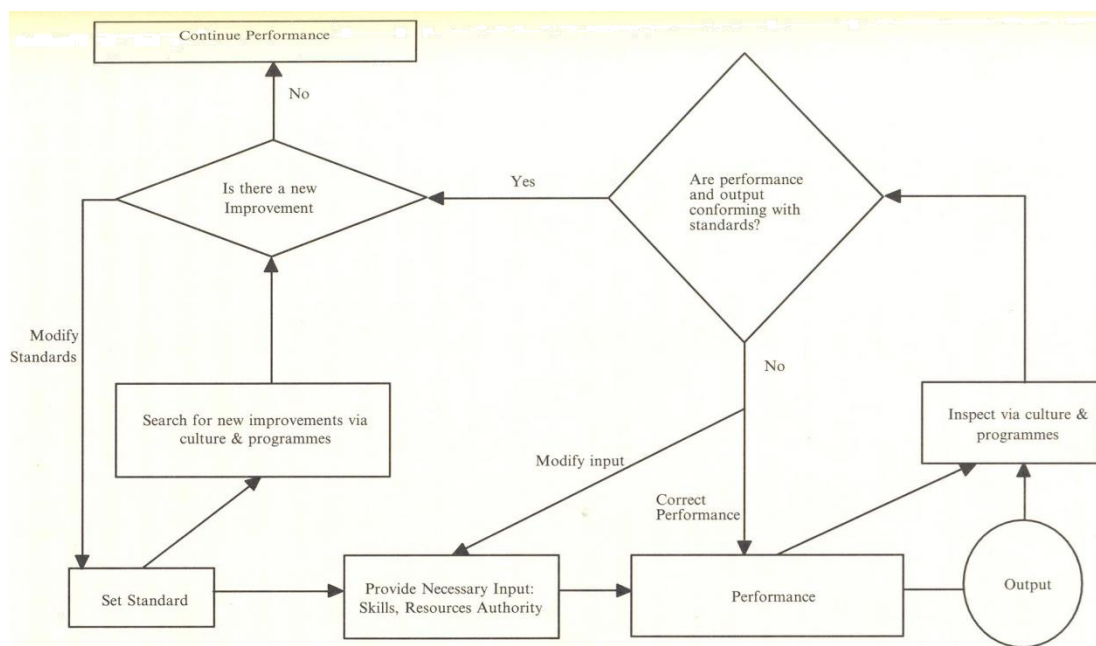 Continue Performance
No
Is there a new
Improvement
Yes
Are performance
and output
conforming with
standards?
Modify
Standards
No
Search for new improvements via
culture & programmes
Inspect via culture &
programmes
Modify input
Correct
Performance
Set Standard
Provide Necessary Input:
Skills, Resources Authority
Performance
Output